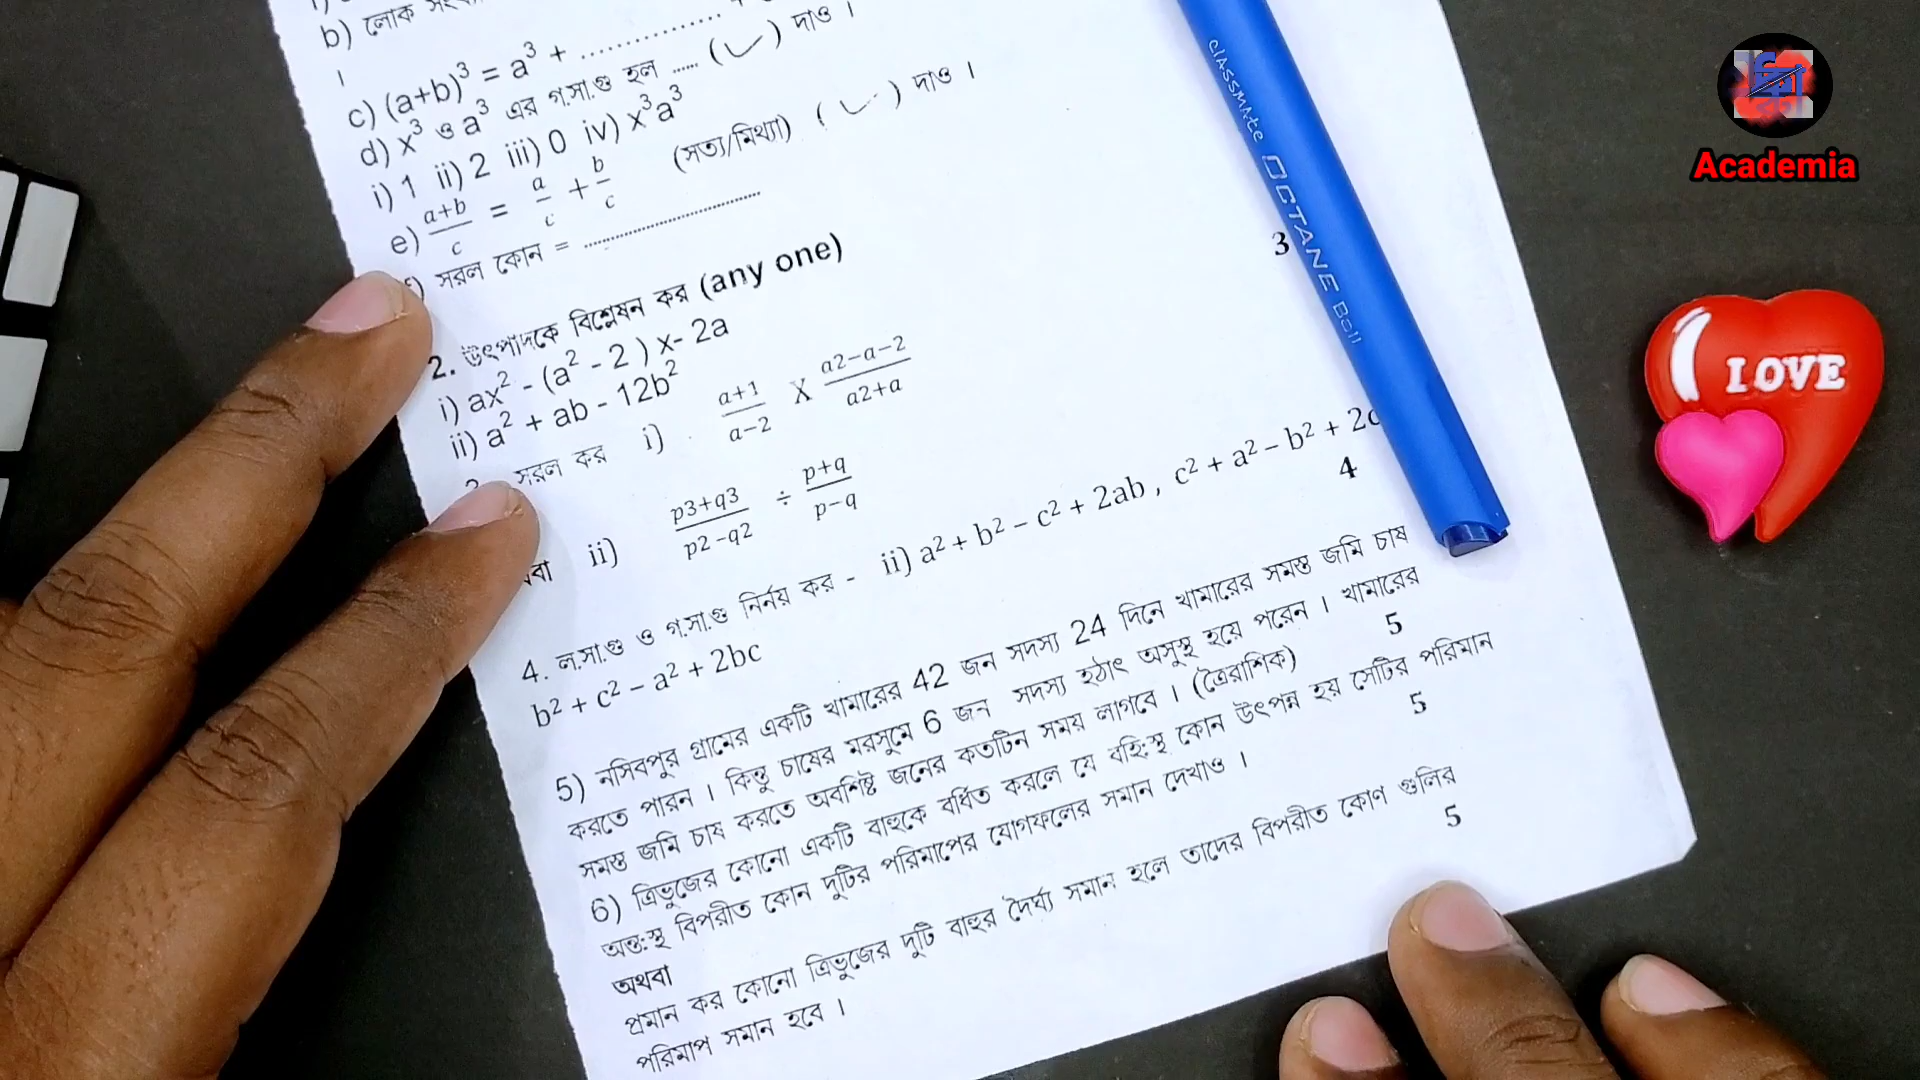 b) লোক
।
c) (a+b)³ = a³ + ....................
d) x³ ও a³ এর গ.সা.গু হল ...... ( ) দাও ।
i) 1 ii) 2 iii) 0 iv) x³a³
e) a+b/c = a/c + b/c (সত্য/মিথ্যা) ( ) দাও ।
) সরল কোন = ..............................
2. উৎপাদকে বিশ্লেষন কর (any one) 3
i) ax² - (a² - 2 ) x- 2a
ii) a² + ab - 12b²
সরল কর i) a+1/a−2 X a2−a−2/a2+a
ii) p3+q3/p2−q2 ÷ p+q/p−q 4
4. ল.সা.গু ও গ.সা.গু নির্নয় কর - ii) a² + b² − c² + 2ab , c² + a² − b² + 2c
b² + c² − a² + 2bc
5) নসিবপুর গ্রামের একটি খামারের 42 জন সদস্য 24 দিনে খামারের সমস্ত জমি চাষ
করতে পারন । কিন্তু চাষের মরসুমে 6 জন সদস্য হঠাৎ অসুস্থ হয়ে পরেন । খামারের
সমস্ত জমি চাষ করতে অবশিষ্ট জনের কতটিন সময় লাগবে । (ত্রৈরাশিক) 5
6) ত্রিভুজের কোনো একটি বাহুকে বর্ধিত করলে যে বহি:স্থ কোন উৎপন্ন হয় সেটির পরিমান
অন্ত:স্থ বিপরীত কোন দুটির পরিমাপের যোগফলের সমান দেখাও । 5
অথবা
প্রমান কর কোনো ত্রিভুজের দুটি বাহুর দৈর্ঘ্য সমান হলে তাদের বিপরীত কোণ গুলির
পরিমাপ সমান হবে । 5
classmate OCTANE Ball
Academia
I LOVE